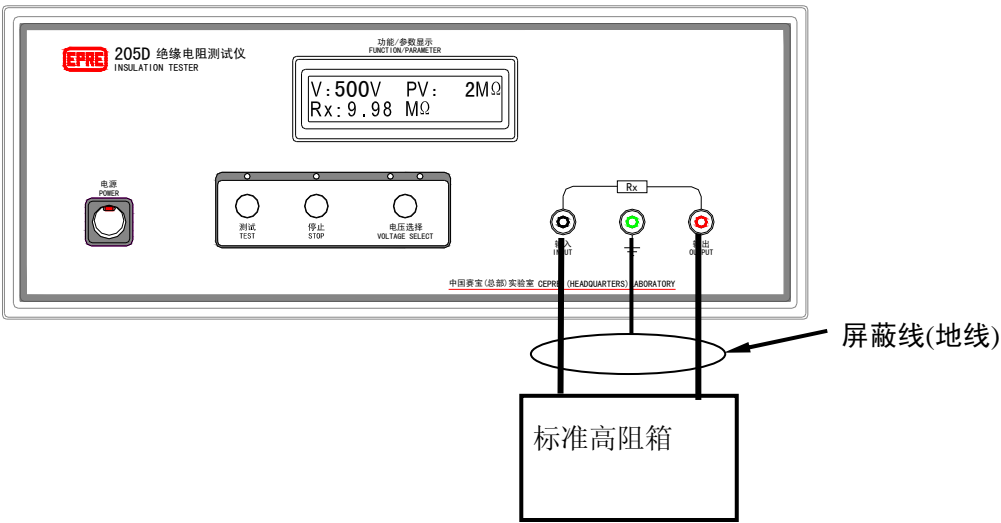 功能/参数显示
FUNCTION/PARAMETER
EPRE 205D 绝缘电阻测试仪
INSULATION TESTER
V:500V PV: 2MΩ
Rx:9.98 MΩ
电源
POWER
测试
TEST
停止
STOP
电压选择
VOLTAGE SELECT
Rx
输入
INPUT
输出
OUTPUT
中国赛宝(总部)实验室 CEPREI (HEADQUARTERS) LABORATORY
屏蔽线(地线)
标准高阻箱